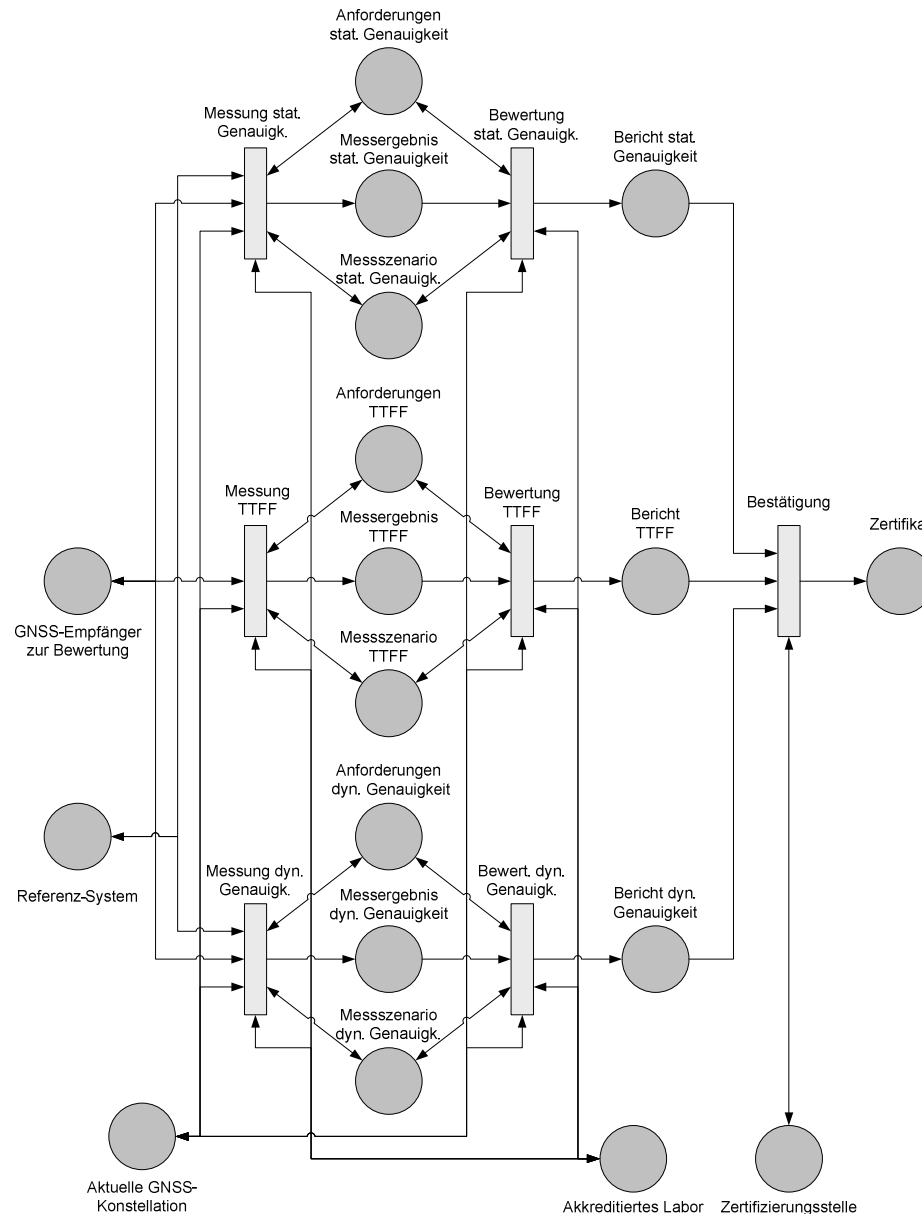 Anforderungen
stat. Genauigkeit
Messung stat.
Genauigk.
Messergebnis
stat. Genauigkeit
Bewertung
stat. Genauigk.
Bericht stat.
Genauigkeit
Messszenario
stat. Genauigk.
Anforderungen
TTFF
Messung
TTFF
Messergebnis
TTFF
Bewertung
TTFF
Bericht
TTFF
Bestätigung
Zertifika
GNSS-Empfänger
zur Bewertung
Messszenario
TTFF
Anforderungen
dyn. Genauigkeit
Referenz-System
Messung dyn.
Genauigk.
Messergebnis
dyn. Genauigkeit
Bewert. dyn.
Genauigk.
Bericht dyn.
Genauigkeit
Messszenario
dyn. Genauigk.
Aktuelle GNSS-
Konstellation
Akkreditiertes Labor
Zertifizierungsstelle